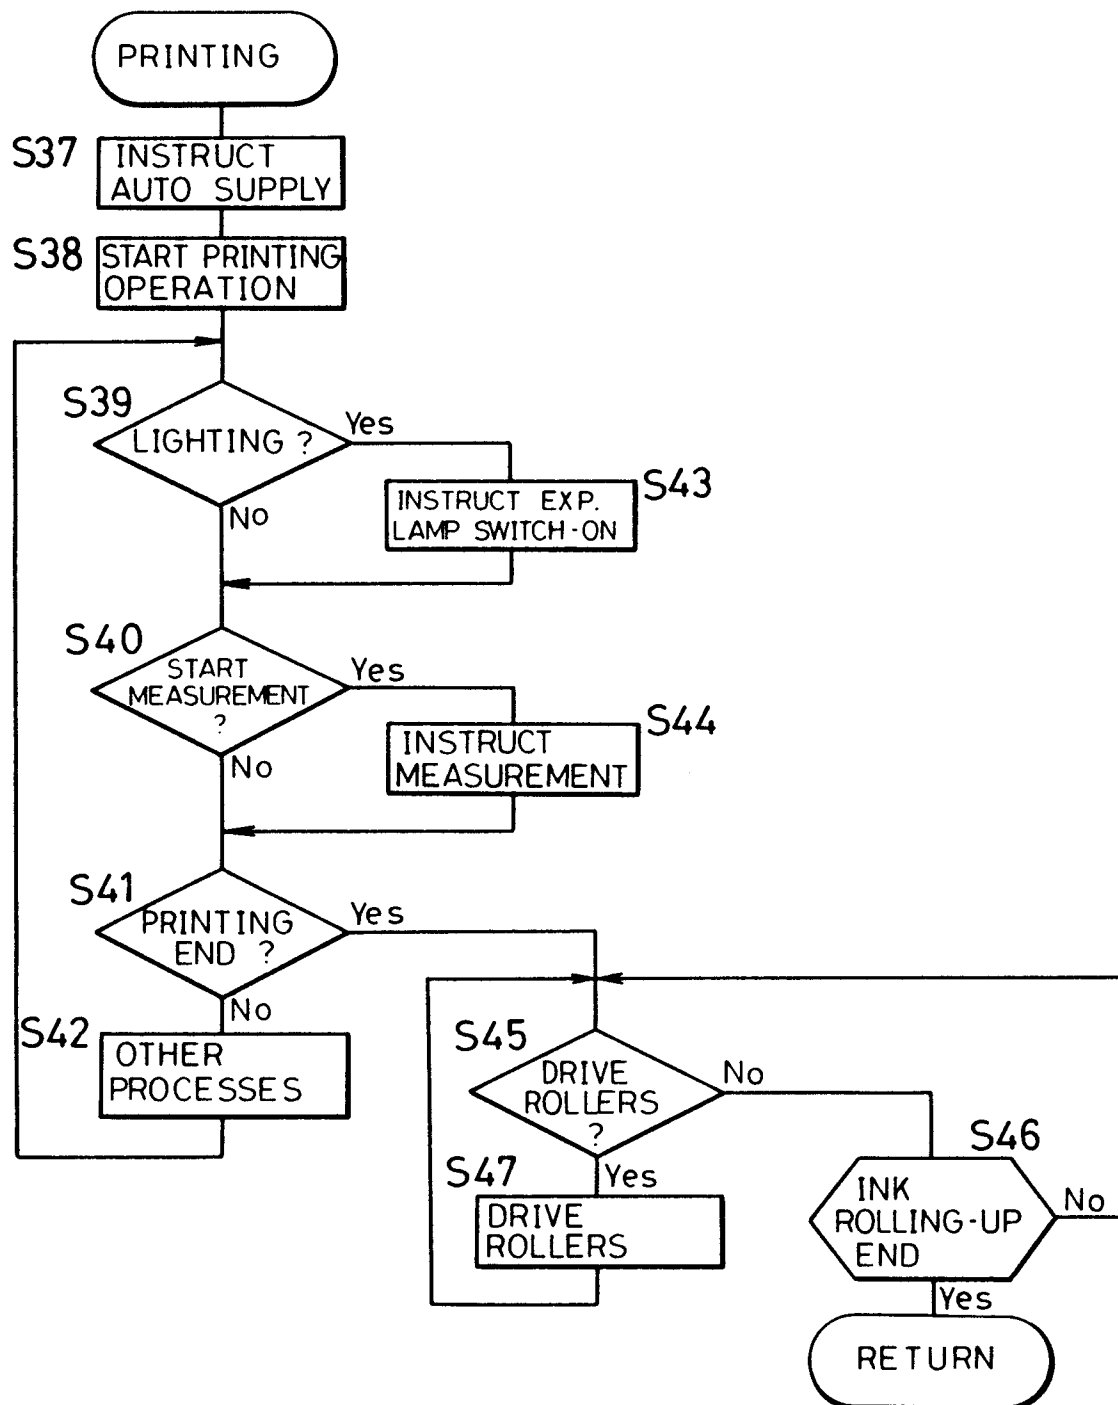 PRINTING
S37
INSTRUCT
AUTO SUPPLY
S38
START PRINTING
OPERATION
S39
LIGHTING ?
Yes
No
S43
INSTRUCT EXP.
LAMP SWITCH-ON
S40
START
MEASUREMENT
?
Yes
No
S44
INSTRUCT
MEASUREMENT
S41
PRINTING
END ?
Yes
No
S42
OTHER
PROCESSES
S45
DRIVE
ROLLERS
?
No
Yes
S47
DRIVE
ROLLERS
S46
INK
ROLLING-UP
END
No
Yes
RETURN